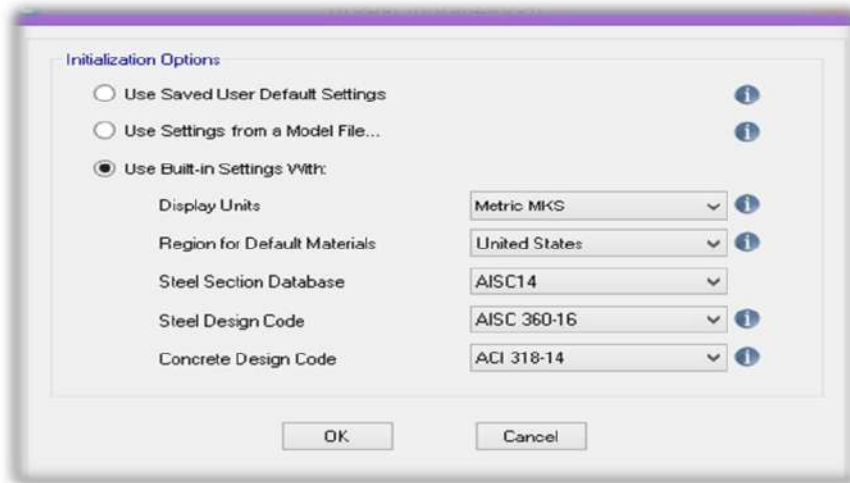 Initialization Options
Use Saved User Default Settings
Use Settings from a Model File...
Use Built-in Settings With:
Display Units Metric MKS
Region for Default Materials United States
Steel Section Database AISC14
Steel Design Code AISC 360-16
Concrete Design Code ACI 318-14
OK Cancel